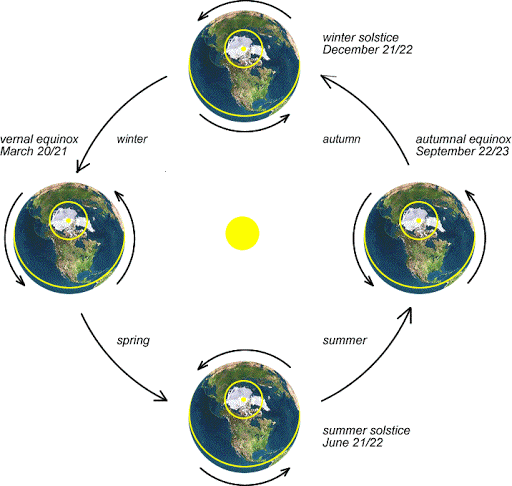 winter solstice
December 21/22
vernal equinox
March 20/21
winter
autumn
autumnal equinox
September 22/23
spring
summer
summer solstice
June 21/22